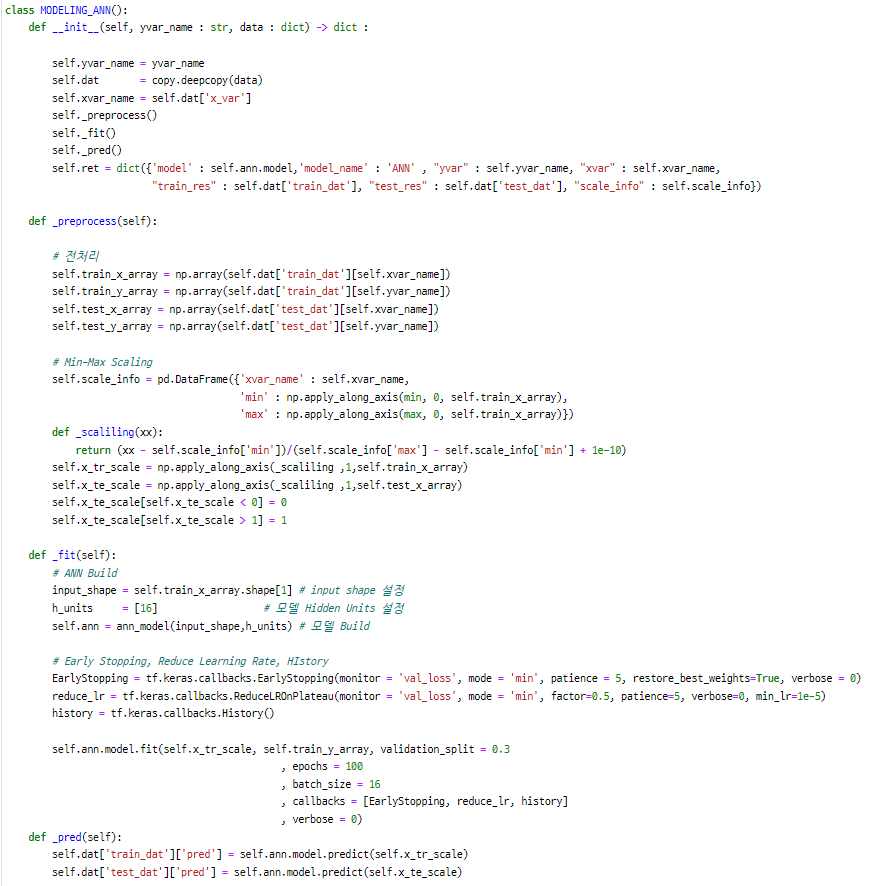 class MODELING_ANN():
    def __init__(self, yvar_name : str, data : dict) -> dict :

        self.yvar_name = yvar_name
        self.dat       = copy.deepcopy(data)
        self.xvar_name = self.dat['x_var']
        self._preprocess()
        self._fit()
        self._pred()
        self.ret = dict({'model' : self.ann.model,'model_name' : 'ANN' , "yvar" : self.yvar_name, "xvar" : self.xvar_name,
                         "train_res" : self.dat['train_dat'], "test_res" : self.dat['test_dat'], "scale_info" : self.scale_info})

    def _preprocess(self):

        # 전처리
        self.train_x_array = np.array(self.dat['train_dat'][self.xvar_name])
        self.train_y_array = np.array(self.dat['train_dat'][self.yvar_name])
        self.test_x_array = np.array(self.dat['test_dat'][self.xvar_name])
        self.test_y_array = np.array(self.dat['test_dat'][self.yvar_name])

        # Min-Max Scaling
        self.scale_info = pd.DataFrame({'xvar_name' : self.xvar_name,
                                        'min' : np.apply_along_axis(min, 0, self.train_x_array),
                                        'max' : np.apply_along_axis(max, 0, self.train_x_array)})
        def _scaliling(xx):
            return (xx - self.scale_info['min'])/(self.scale_info['max'] - self.scale_info['min'] + 1e-10)
        self.x_tr_scale = np.apply_along_axis(_scaliling ,1,self.train_x_array)
        self.x_te_scale = np.apply_along_axis(_scaliling ,1,self.test_x_array)
        self.x_te_scale[self.x_te_scale < 0] = 0
        self.x_te_scale[self.x_te_scale > 1] = 1

    def _fit(self):
        # ANN Build
        input_shape = self.train_x_array.shape[1] # input shape 설정
        h_units     = [16]                # 모델 Hidden Units 설정
        self.ann = ann_model(input_shape,h_units) # 모델 Build

        # Early Stopping, Reduce Learning Rate, HIstory
        EarlyStopping = tf.keras.callbacks.EarlyStopping(monitor = 'val_loss', mode = 'min', patience = 5, restore_best_weights=True, verbose = 0)
        reduce_lr = tf.keras.callbacks.ReduceLROnPlateau(monitor = 'val_loss', mode = 'min', factor=0.5, patience=5, verbose=0, min_lr=1e-5)
        history = tf.keras.callbacks.History()

        self.ann.model.fit(self.x_tr_scale, self.train_y_array, validation_split = 0.3
                                              , epochs = 100
                                              , batch_size = 16
                                              , callbacks = [EarlyStopping, reduce_lr, history]
                                              , verbose = 0)
    def _pred(self):
        self.dat['train_dat']['pred'] = self.ann.model.predict(self.x_tr_scale)
        self.dat['test_dat']['pred'] = self.ann.model.predict(self.x_te_scale)